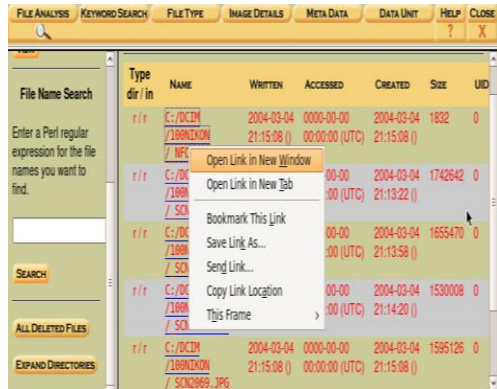 FILE ANALYSIS KEYWORD SEARCH FILE TYPE IMAGE DETAILS META DATA DATA UNIT HELP CLOSE
? X
File Name Search
Enter a Perl regular
expression for the file
names you want to
find.
SEARCH
ALL DELETED FILES
EXPAND DIRECTORIES
Type
dir / in
NAME WRITTEN ACCESSED CREATED SIZE UID
r/r C:/DCIM 2004-03-04 0000-00-00 2004-03-04 1832 0
/100NIKON 21:15:08 () 00:00:00 (UTC) 21:15:08 ()
Open Link in New Window
Open Link in New Tab
Bookmark This Link
Save Link As...
Send Link...
Copy Link Location
This Frame
r/r 2004-03-04 1742642 0
:00 (UTC) 21:13:22 ()
r/r 2004-03-04 1655470 0
:00 (UTC) 21:13:58 ()
r/r 2004-03-04 1530008 0
:00 (UTC) 21:14:20 ()
r/r C:/DCIM 2004-03-04 0000-00-00 2004-03-04 1595126 0
/100NIKON 21:15:08 () 00:00:00 (UTC) 21:15:08 ()
/ SCN2069.JPG